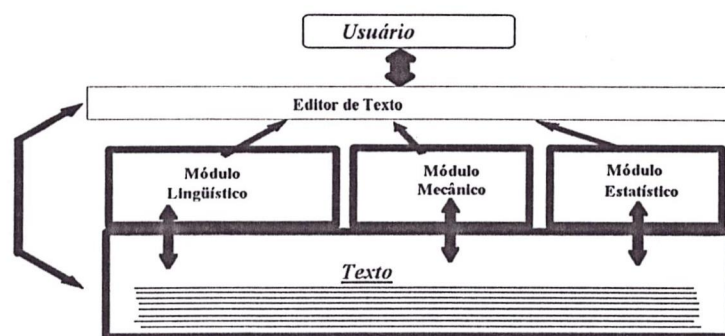 Usuário
Editor de Texto
Módulo
Lingüístico
Módulo
Mecânico
Módulo
Estatístico
Texto